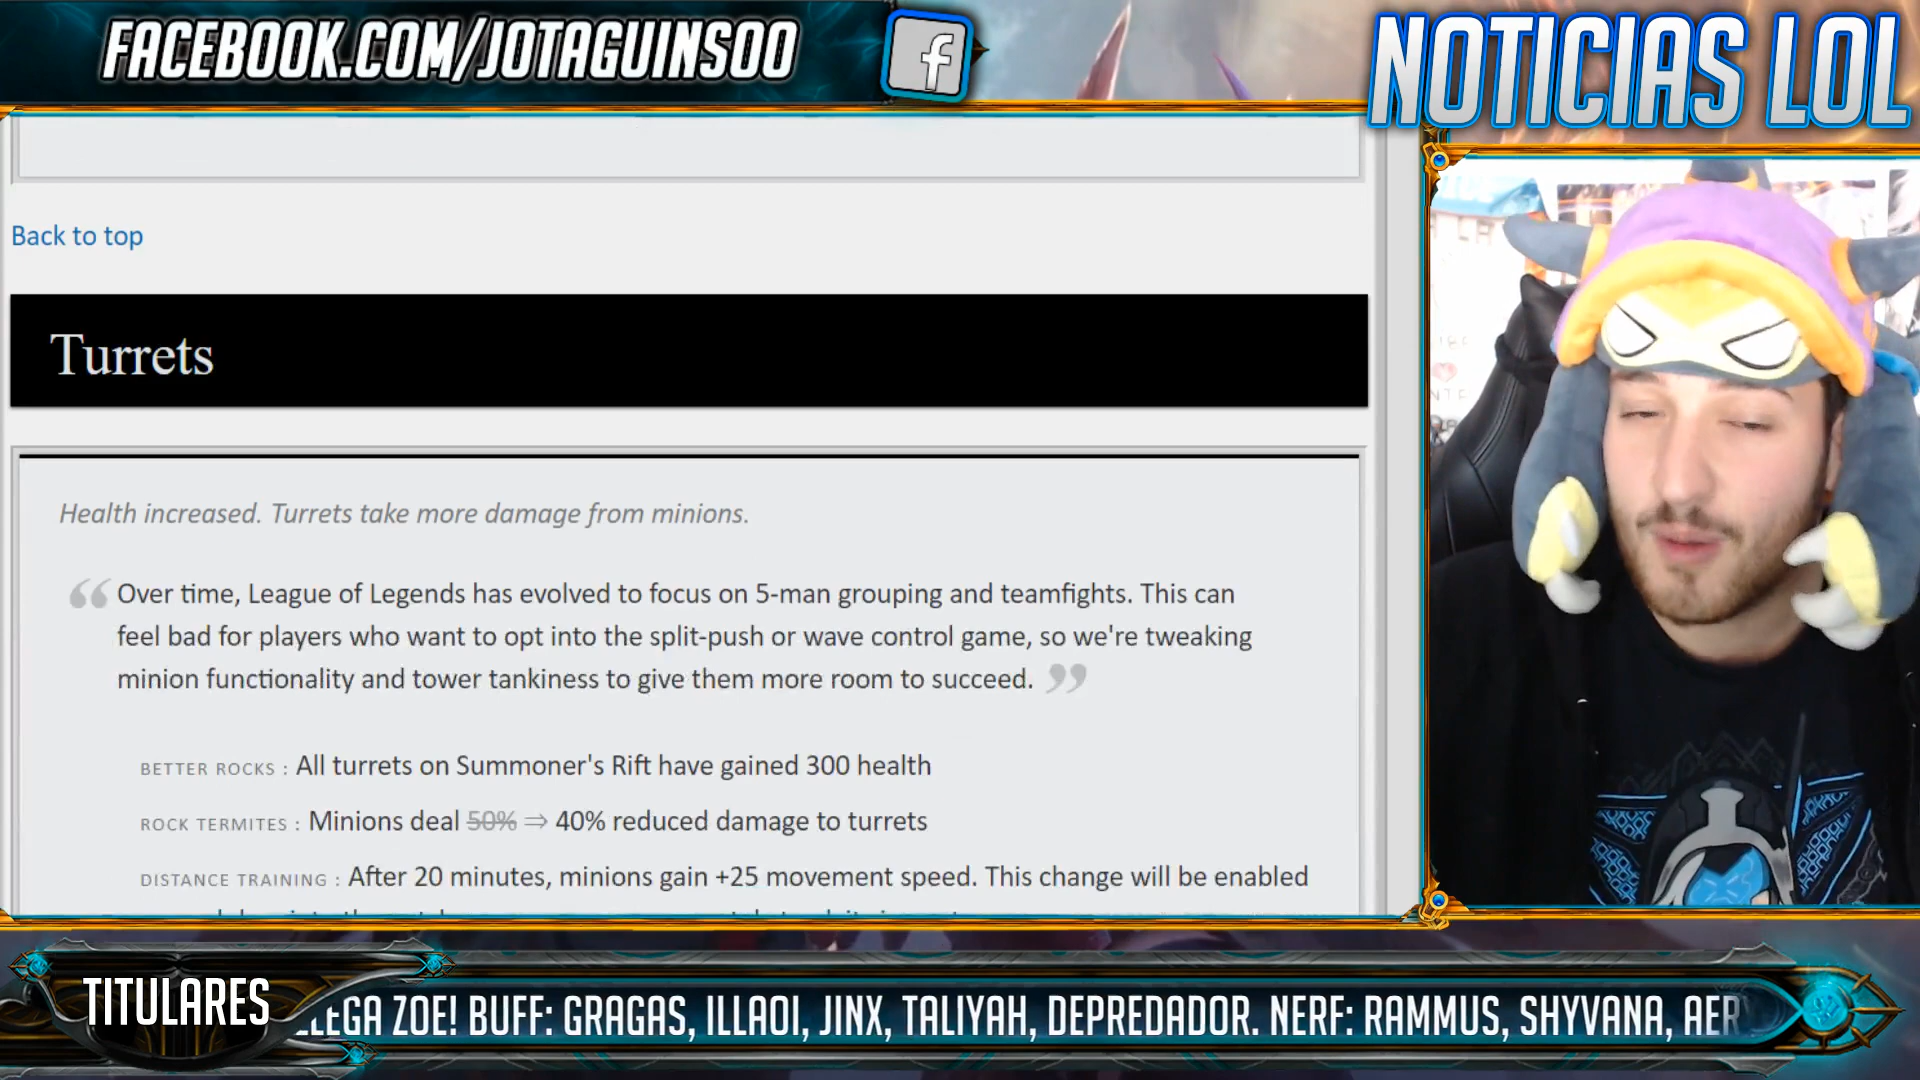 FACEBOOK.COM/JOTAGUINSOO
f
NOTICIAS LOL
Back to top
Turrets
Health increased. Turrets take more damage from minions.
“Over time, League of Legends has evolved to focus on 5-man grouping and teamfights. This can
feel bad for players who want to opt into the split-push or wave control game, so we're tweaking
minion functionality and tower tankiness to give them more room to succeed.”
BETTER ROCKS : All turrets on Summoner's Rift have gained 300 health
ROCK TERMITES : Minions deal 50% ⇒ 40% reduced damage to turrets
DISTANCE TRAINING : After 20 minutes, minions gain +25 movement speed. This change will be enabled
TITULARES
LEGA ZOE! BUFF: GRAGAS, ILLAOI, JINX, TALIYAH, DEPREDADOR. NERF: RAMMUS, SHYVANA, AER